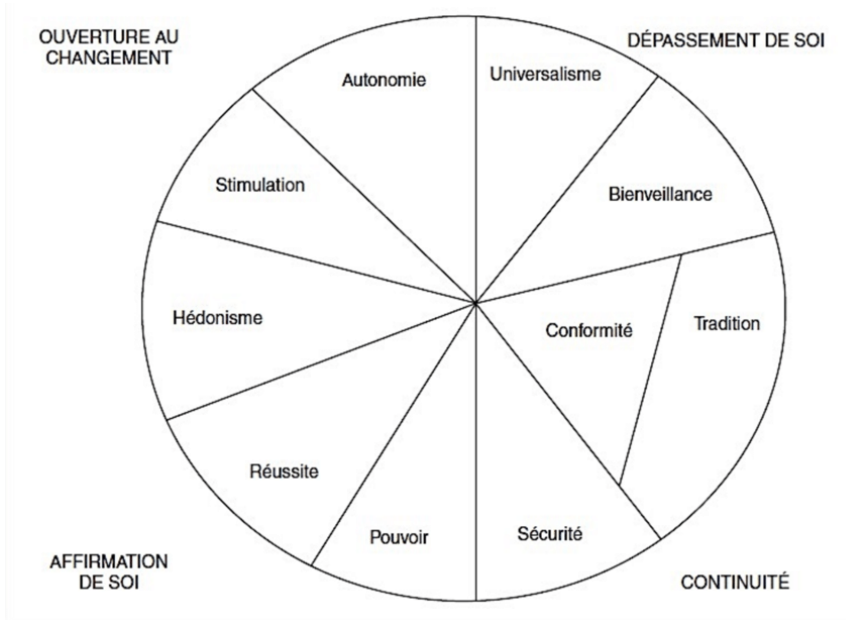 OUVERTURE AU
CHANGEMENT
DÉPASSEMENT DE SOI
Autonomie
Universalisme
Stimulation
Bienveillance
Hédonisme
Conformité
Tradition
Réussite
Pouvoir
Sécurité
AFFIRMATION
DE SOI
CONTINUITÉ